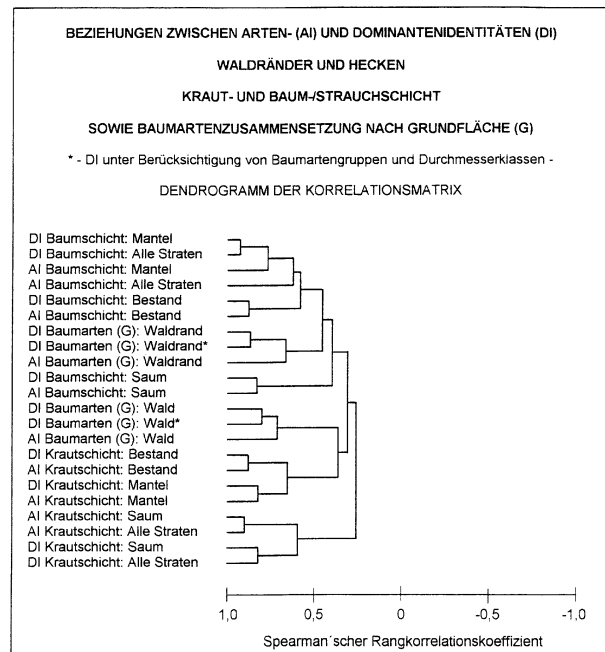 BEZIEHUNGEN ZWISCHEN ARTEN- (AI) UND DOMINANTENIDENTITÄTEN (DI)
WALDRÄNDER UND HECKEN
KRAUT- UND BAUM-/STRAUCHSCHICHT
SOWIE BAUMARTENZUSAMMENSETZUNG NACH GRUNDFLÄCHE (G)
* - DI unter Berücksichtigung von Baumartengruppen und Durchmesserklassen -
DENDROGRAMM DER KORRELATIONSMATRIX
DI Baumschicht: Mantel
DI Baumschicht: Alle Straten
AI Baumschicht: Mantel
AI Baumschicht: Alle Straten
DI Baumschicht: Bestand
AI Baumschicht: Bestand
DI Baumarten (G): Waldrand
DI Baumarten (G): Waldrand*
AI Baumarten (G): Waldrand
DI Baumschicht: Saum
AI Baumschicht: Saum
DI Baumarten (G): Wald
DI Baumarten (G): Wald*
AI Baumarten (G): Wald
DI Krautschicht: Bestand
AI Krautschicht: Bestand
DI Krautschicht: Mantel
AI Krautschicht: Mantel
AI Krautschicht: Saum
AI Krautschicht: Alle Straten
DI Krautschicht: Saum
DI Krautschicht: Alle Straten
1,0 0,5 0 -0,5 -1,0
Spearman´scher Rangkorrelationskoeffizient